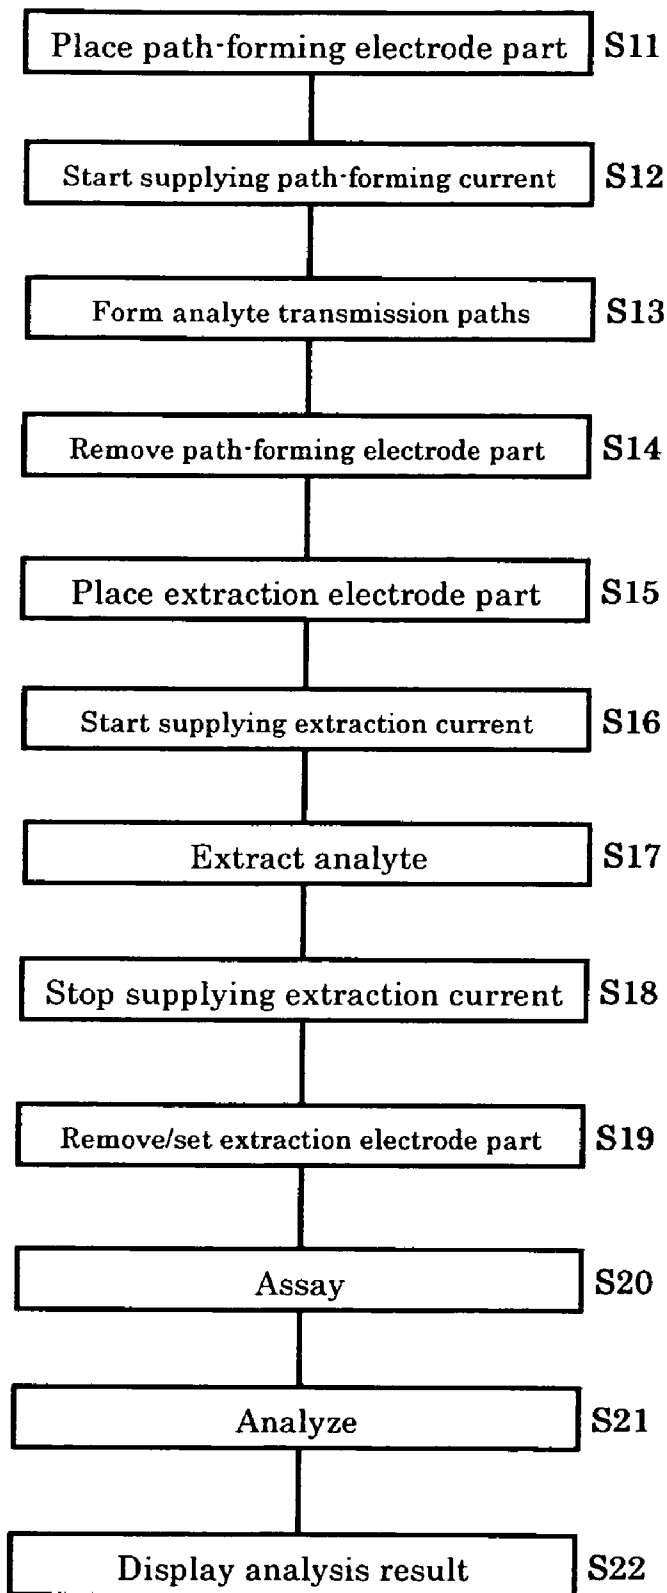 Place path-forming electrode part S11
Start supplying path-forming current S12
Form analyte transmission paths S13
Remove path-forming electrode part S14
Place extraction electrode part S15
Start supplying extraction current S16
Extract analyte S17
Stop supplying extraction current S18
Remove/set extraction electrode part S19
Assay S20
Analyze S21
Display analysis result S22